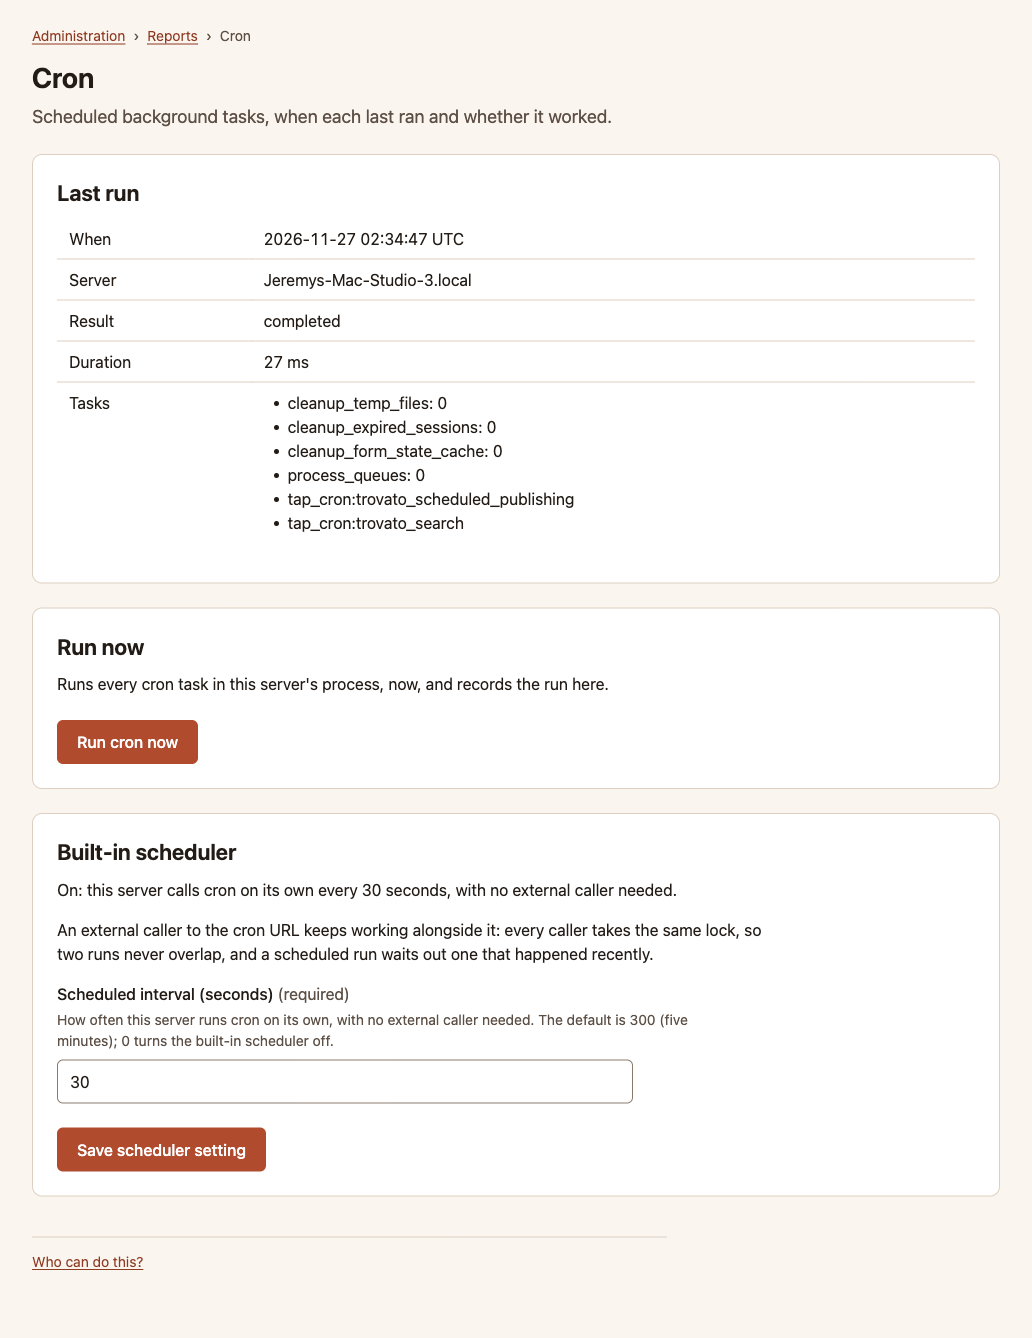 Administration › Reports › Cron
Cron
Scheduled background tasks, when each last ran and whether it worked.
Last run
When 2026-11-27 02:34:47 UTC
Server Jeremys-Mac-Studio-3.local
Result completed
Duration 27 ms
Tasks • cleanup_temp_files: 0
• cleanup_expired_sessions: 0
• cleanup_form_state_cache: 0
• process_queues: 0
• tap_cron:trovato_scheduled_publishing
• tap_cron:trovato_search
Run now
Runs every cron task in this server's process, now, and records the run here.
Run cron now
Built-in scheduler
On: this server calls cron on its own every 30 seconds, with no external caller needed.
An external caller to the cron URL keeps working alongside it: every caller takes the same lock, so
two runs never overlap, and a scheduled run waits out one that happened recently.
Scheduled interval (seconds) (required)
How often this server runs cron on its own, with no external caller needed. The default is 300 (five
minutes); 0 turns the built-in scheduler off.
30
Save scheduler setting
Who can do this?